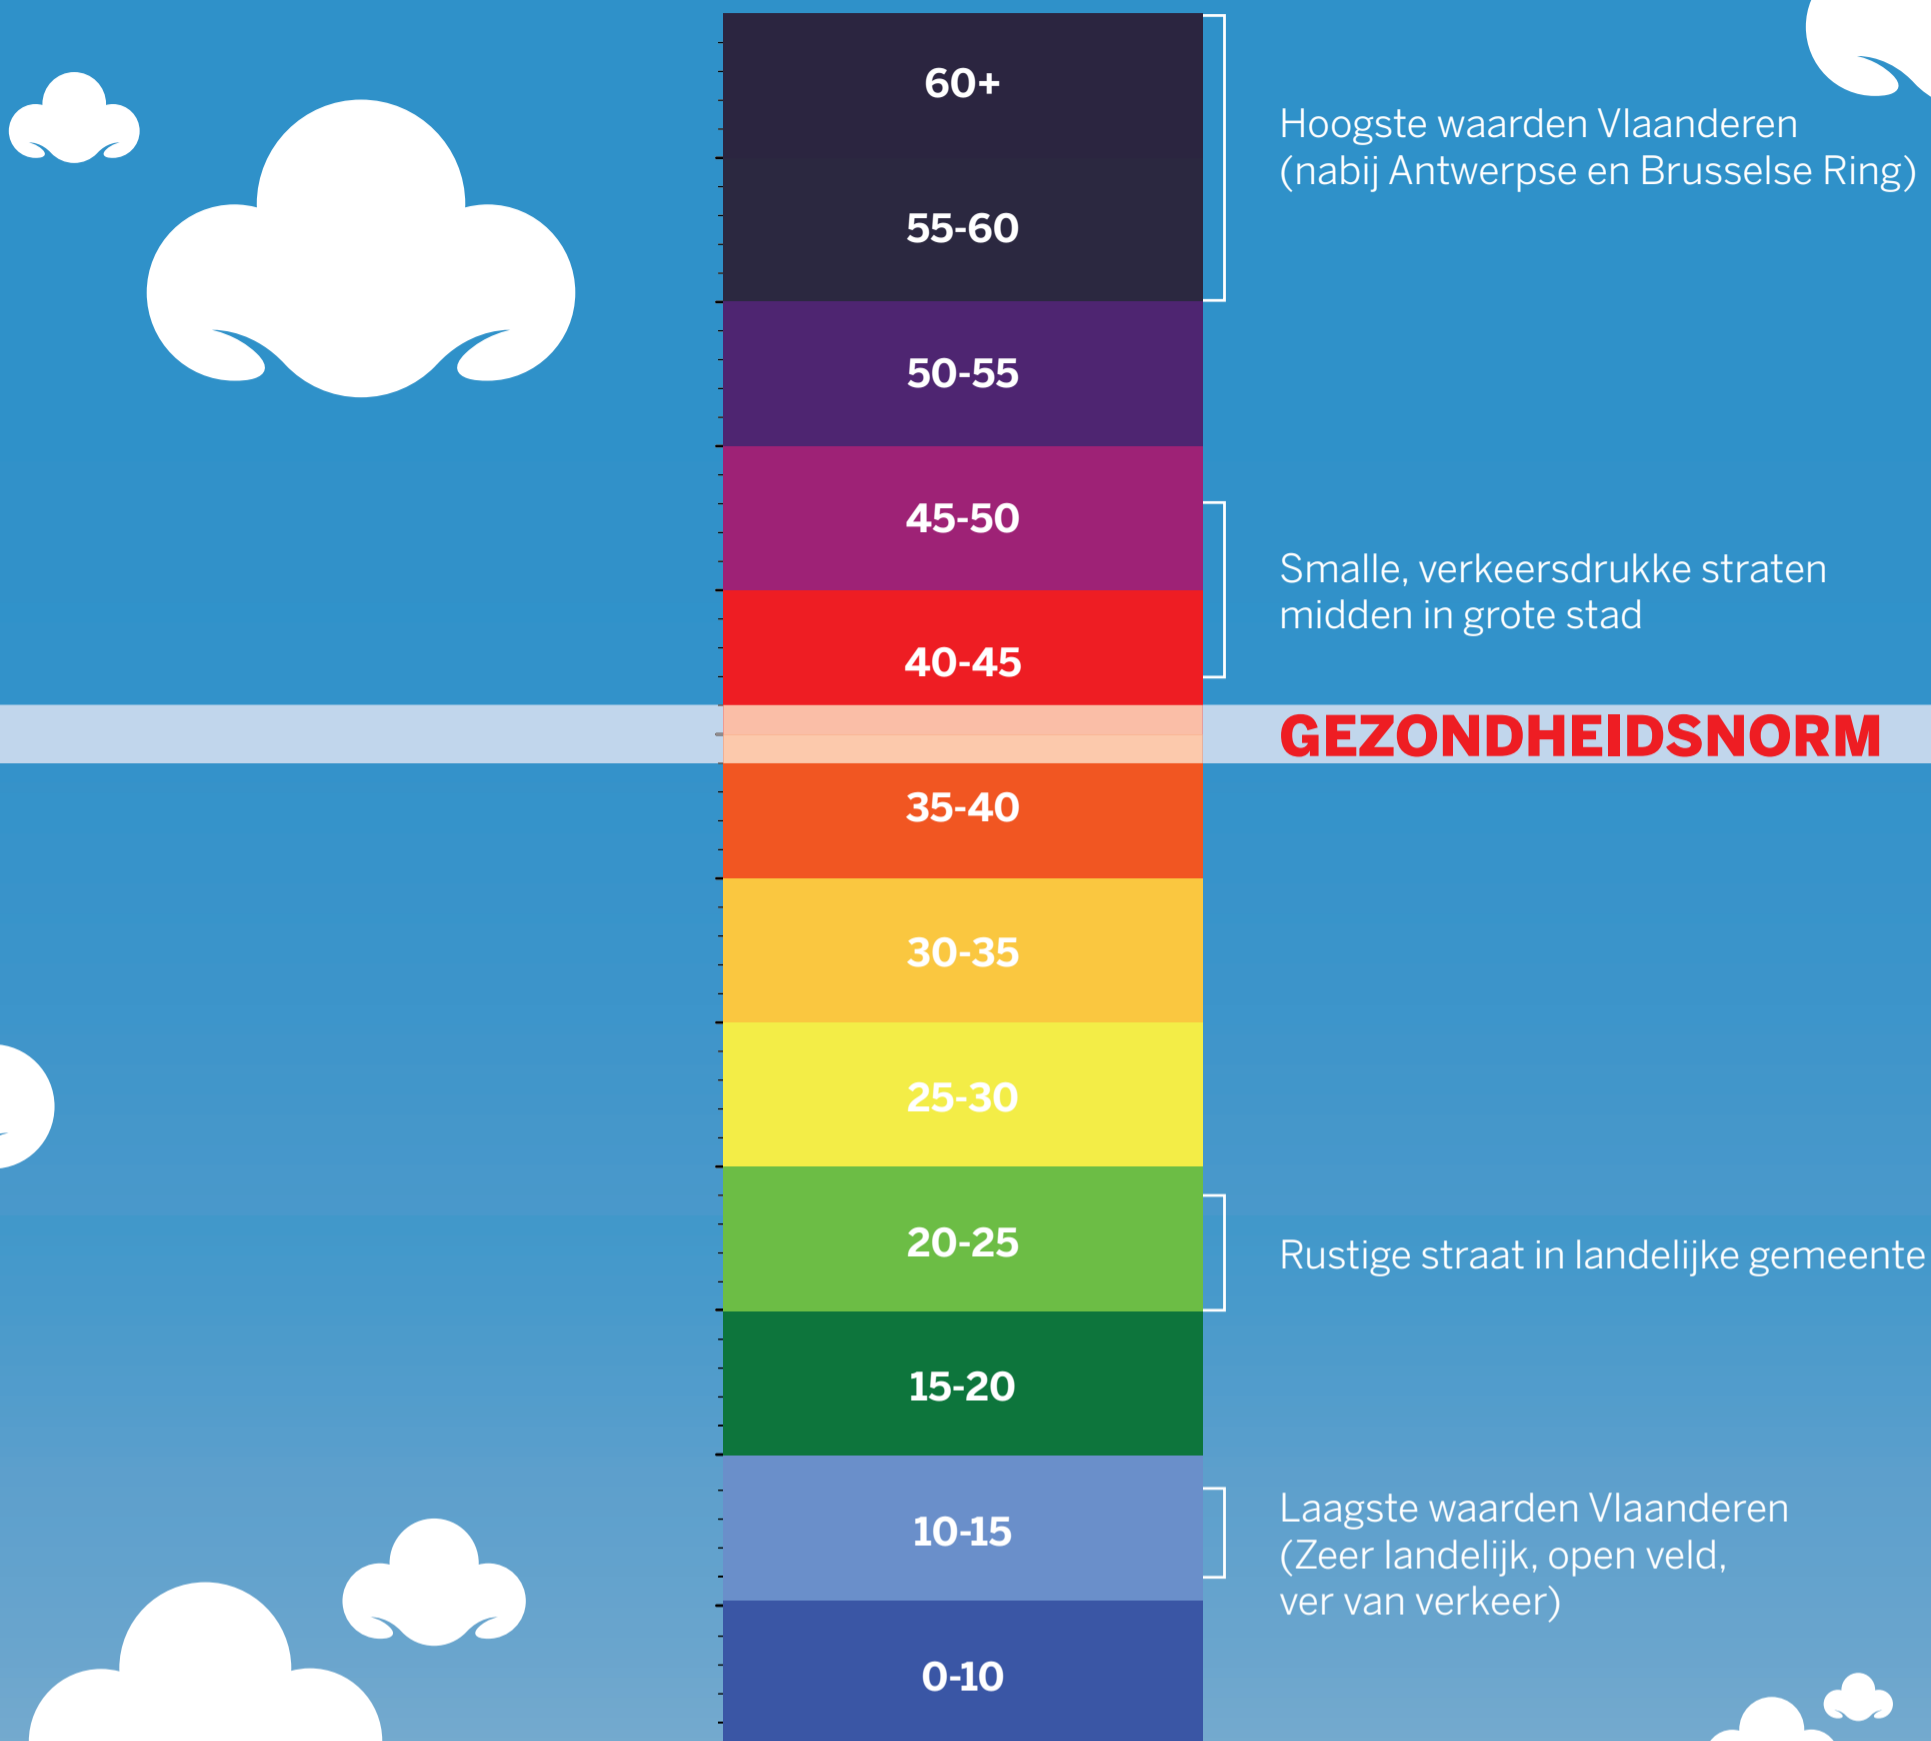 60+
Hoogste waarden Vlaanderen
(nabij Antwerpse en Brusselse Ring)
55-60
50-55
45-50
Smalle, verkeersdrukke straten
midden in grote stad
40-45
GEZONDHEIDSNORM
35-40
30-35
25-30
20-25
Rustige straat in landelijke gemeente
15-20
10-15
Laagste waarden Vlaanderen
(Zeer landelijk, open veld,
ver van verkeer)
0-10